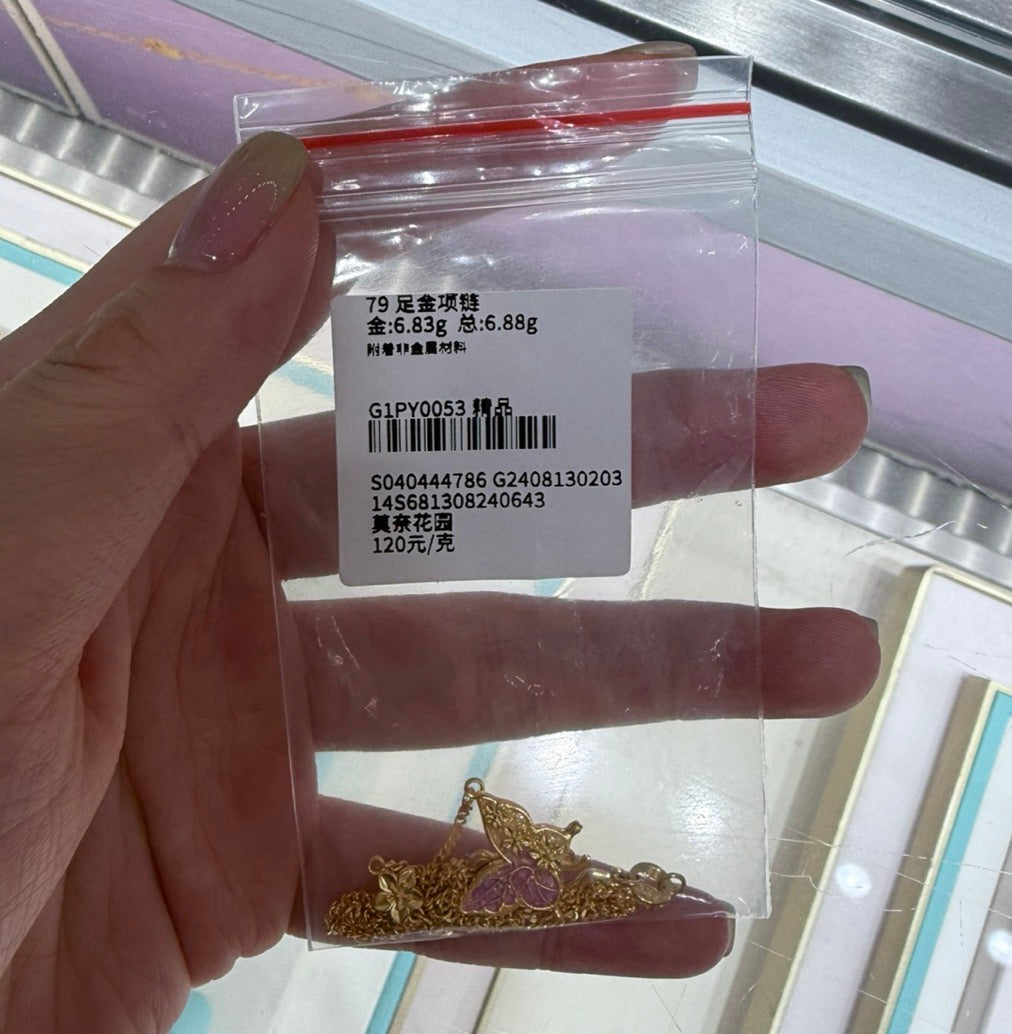 79 足金项链
金:6.83g 总:6.88g
附着非金属材料
G1PY0053 精品
S040444786 G2408130203
14S681308240643
莫奈花园
120元/克